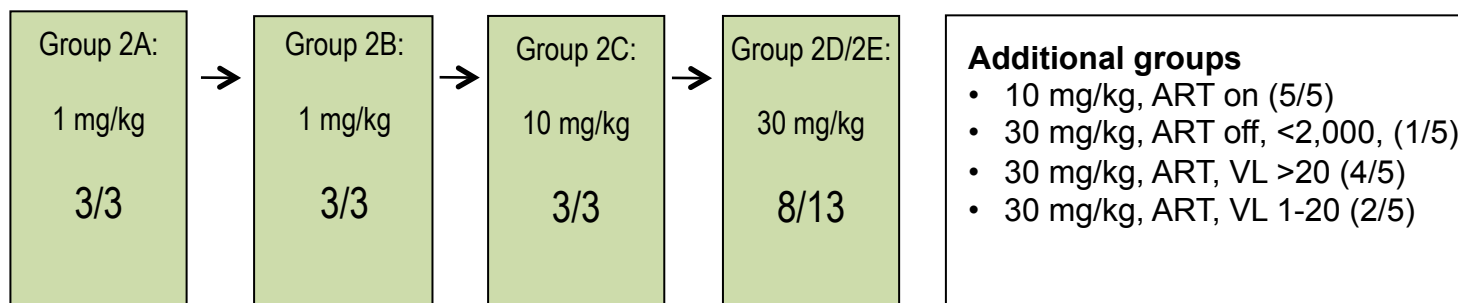 Group 2A:
1 mg/kg
3/3
Group 2B:
1 mg/kg
3/3
Group 2C:
10 mg/kg
3/3
Group 2D/2E:
30 mg/kg
8/13
Additional groups
• 10 mg/kg, ART on (5/5)
• 30 mg/kg, ART off, <2,000, (1/5)
• 30 mg/kg, ART, VL >20 (4/5)
• 30 mg/kg, ART, VL 1-20 (2/5)